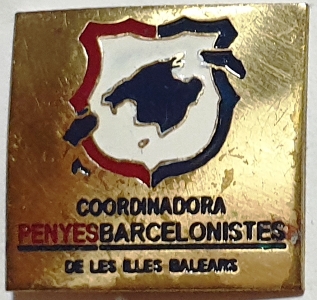 COORDINADORA
PENYESBARCELONISTES
DE LES ILLES BALEARS